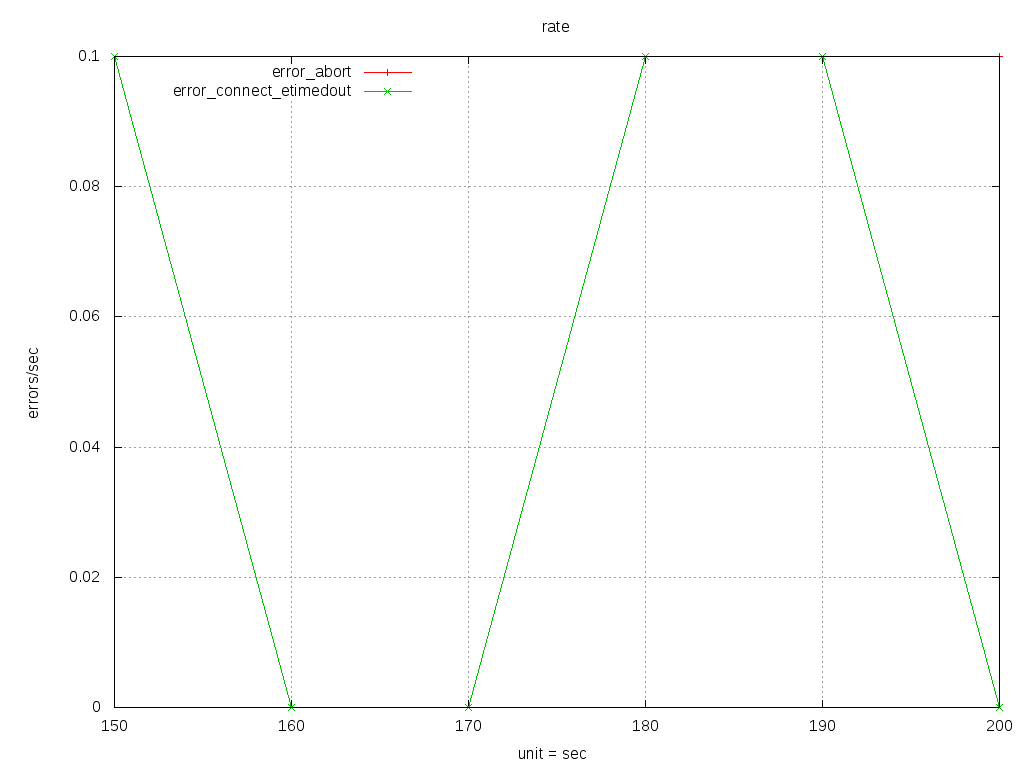 rate
0.1
error_abort
error_connect_etimedout
0.08
0.06
errors/sec
0.04
0.02
0
150 160 170 180 190 200
unit = sec